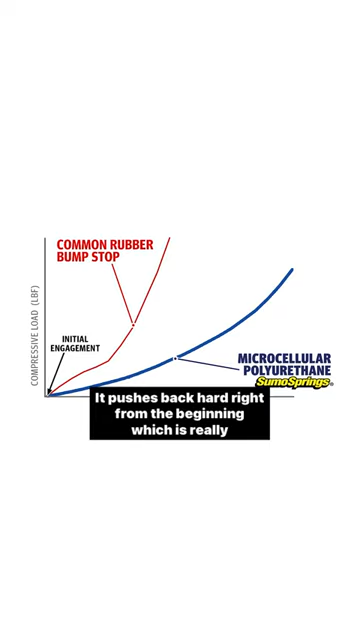 COMMON RUBBER
BUMP STOP
COMPRESSIVE LOAD (LBF)
INITIAL
ENGAGEMENT
MICROCELLULAR
POLYURETHANE
SumoSprings
It pushes back hard right
from the beginning
which is really